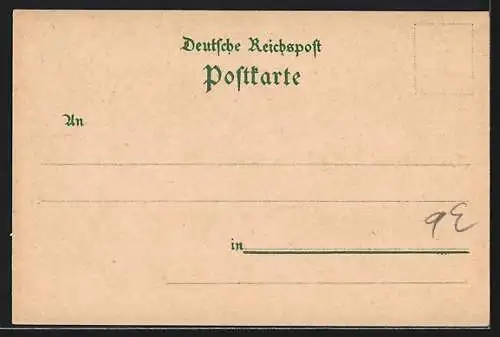 Deutsche Reichspost
Postkarte
An
in